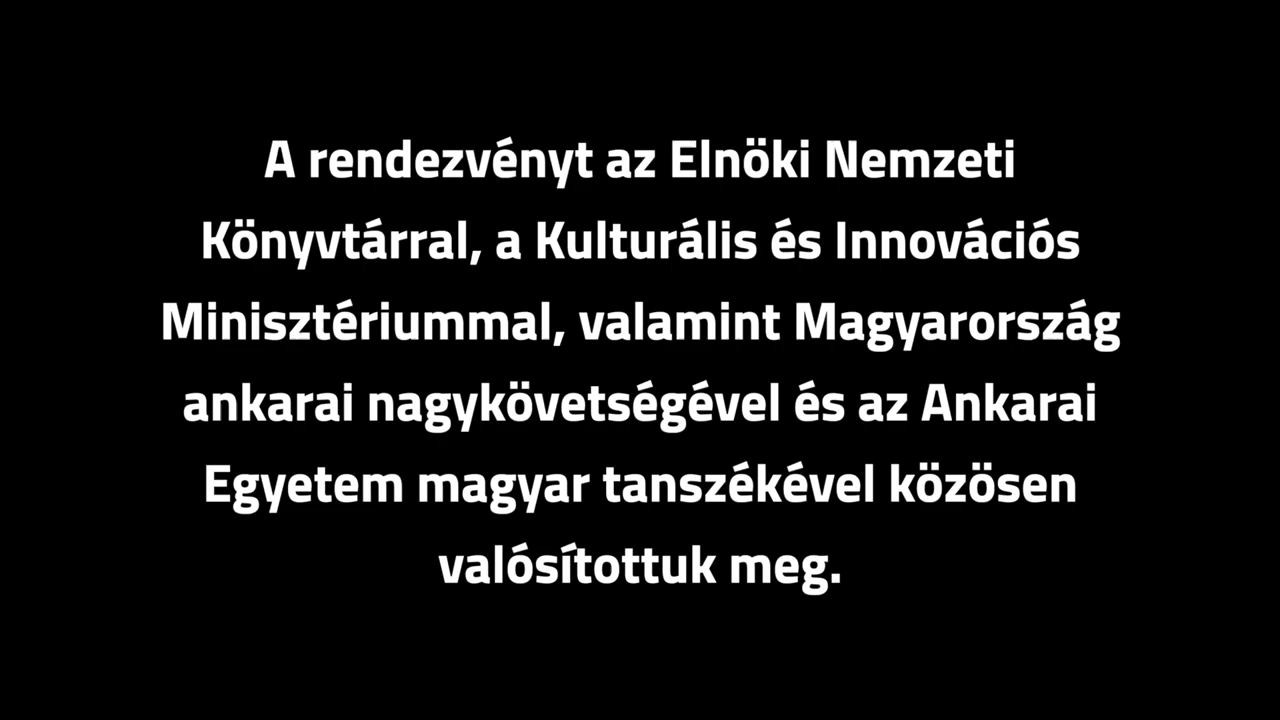 A rendezvényt az Elnöki Nemzeti
Könyvtárral, a Kulturális és Innovációs
Minisztériummal, valamint Magyarország
ankarai nagykövetségével és az Ankarai
Egyetem magyar tanszékével közösen
valósítottuk meg.